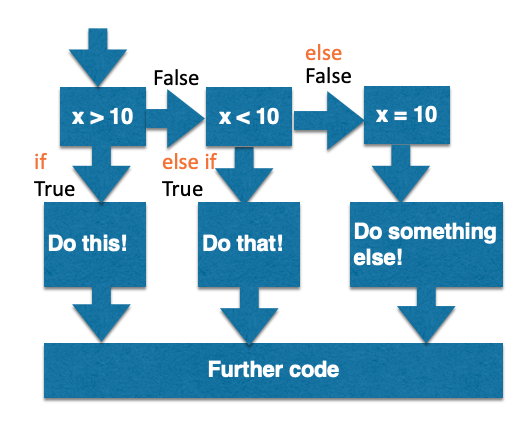 else
False
False
x > 10
x < 10
x = 10
if
True
else if
True
Do this!
Do that!
Do something
else!
Further code